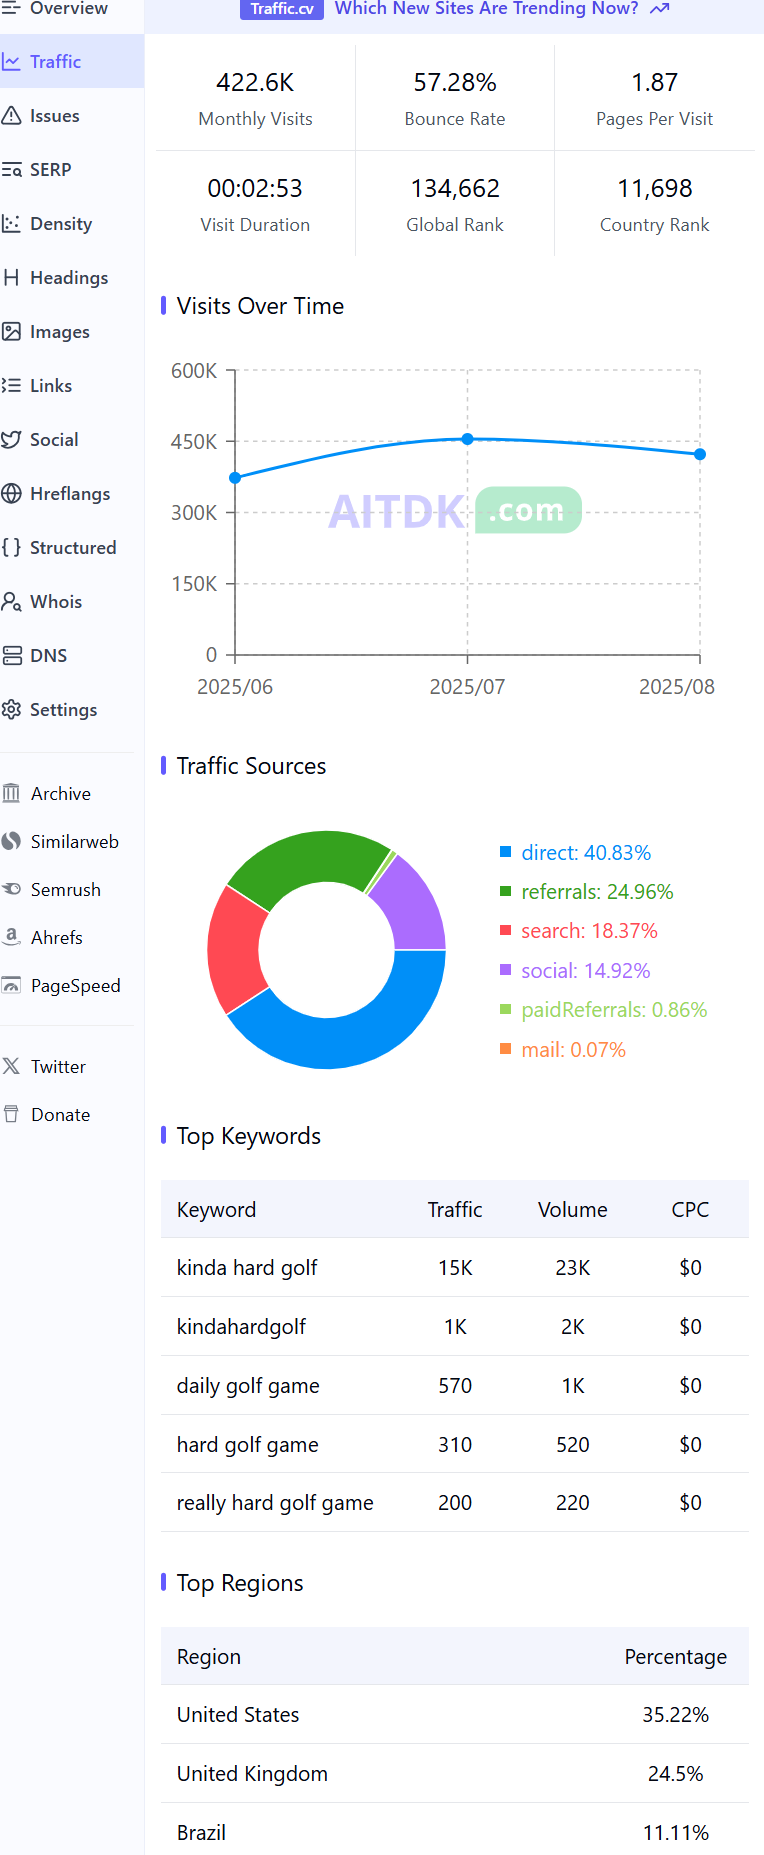 Overview
Traffic
Issues
SERP
Density
Headings
Images
Links
Social
Hreflangs
Structured
Whois
DNS
Settings
Archive
Similarweb
Semrush
Ahrefs
PageSpeed
Twitter
Donate
Traffic.cv Which New Sites Are Trending Now?
422.6K 57.28% 1.87
Monthly Visits Bounce Rate Pages Per Visit
00:02:53 134,662 11,698
Visit Duration Global Rank Country Rank
Visits Over Time
600K
450K
300K
150K
0
2025/06 2025/07 2025/08
AITDK .com
Traffic Sources
direct: 40.83%
referrals: 24.96%
search: 18.37%
social: 14.92%
paidReferrals: 0.86%
mail: 0.07%
Top Keywords
Keyword Traffic Volume CPC
kinda hard golf 15K 23K $0
kindahardgolf 1K 2K $0
daily golf game 570 1K $0
hard golf game 310 520 $0
really hard golf game 200 220 $0
Top Regions
Region Percentage
United States 35.22%
United Kingdom 24.5%
Brazil 11.11%